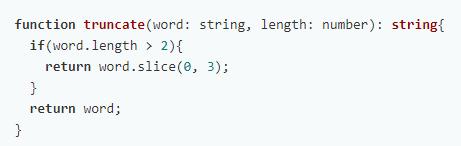 function truncate(word: string, length: number): string{
  if(word.length > 2){
    return word.slice(0, 3);
  }
  return word;
}